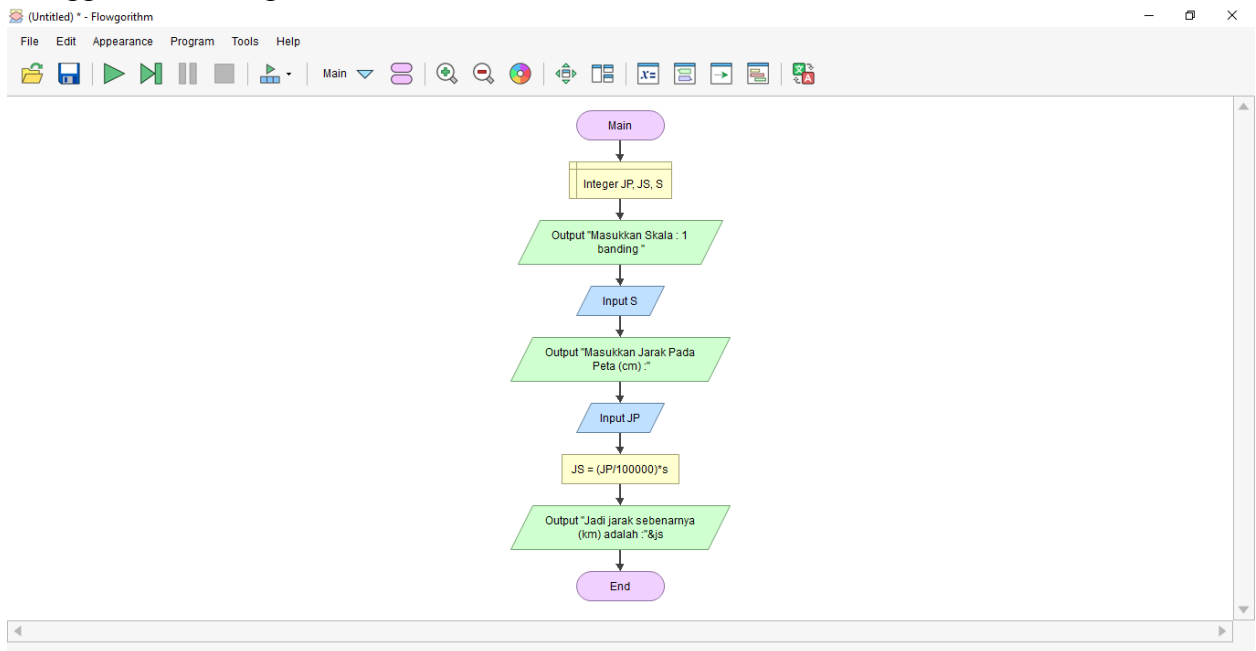 (Untitled) * - Flowgorithm
File Edit Appearance Program Tools Help
Main
x=
Main
Integer JP, JS, S
Output "Masukkan Skala : 1
banding "
Input S
Output "Masukkan Jarak Pada
Peta (cm) :"
Input JP
JS = (JP/100000)*s
Output "Jadi jarak sebenarnya
(km) adalah :"&js
End